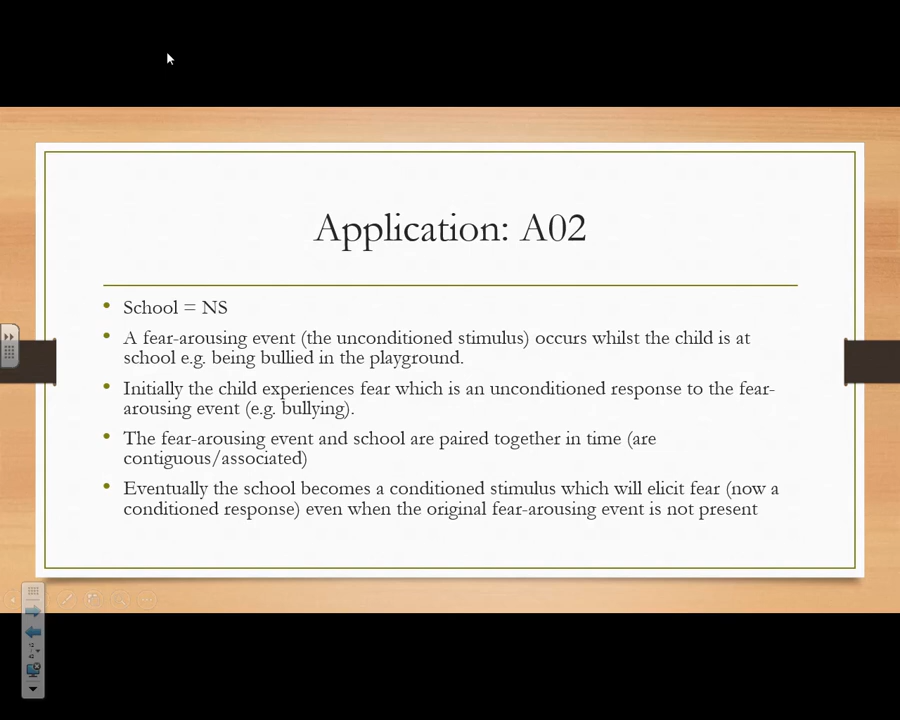 Application: A02
• School = NS
• A fear-arousing event (the unconditioned stimulus) occurs whilst the child is at
school e.g. being bullied in the playground.
• Initially the child experiences fear which is an unconditioned response to the fear-
arousing event (e.g. bullying).
• The fear-arousing event and school are paired together in time (are
contiguous/associated)
• Eventually the school becomes a conditioned stimulus which will elicit fear (now a
conditioned response) even when the original fear-arousing event is not present